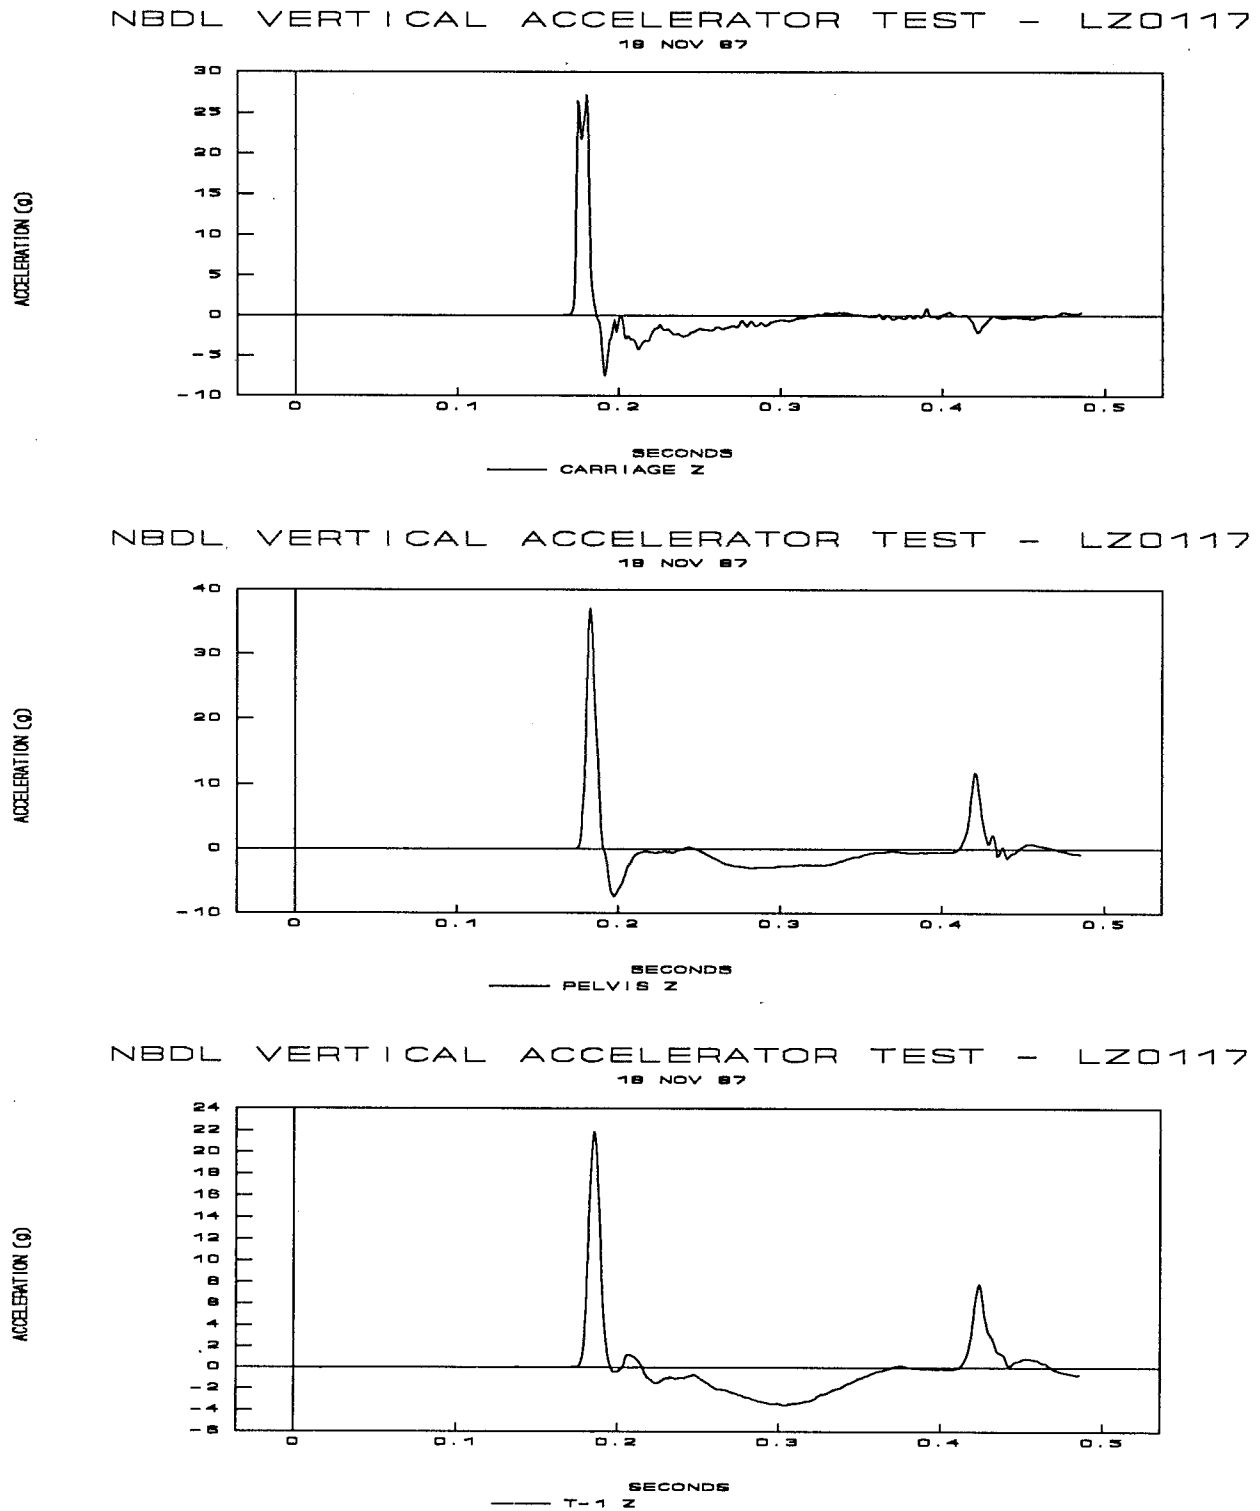 NBDL VERTICAL ACCELERATOR TEST - LZ0117
18 NOV 87
ACCELERATION (g)
30
25
20
15
10
5
0
-5
-10
0 0.1 0.2 0.3 0.4 0.5
SECONDS
CARRIAGE Z
NBDL VERTICAL ACCELERATOR TEST - LZ0117
18 NOV 87
ACCELERATION (g)
40
30
20
10
0
-10
0 0.1 0.2 0.3 0.4 0.5
SECONDS
PELVIS Z
NBDL VERTICAL ACCELERATOR TEST - LZ0117
18 NOV 87
ACCELERATION (g)
24
22
20
18
16
14
12
10
8
6
4
2
0
-2
-4
-6
0 0.1 0.2 0.3 0.4 0.5
SECONDS
T-1 Z